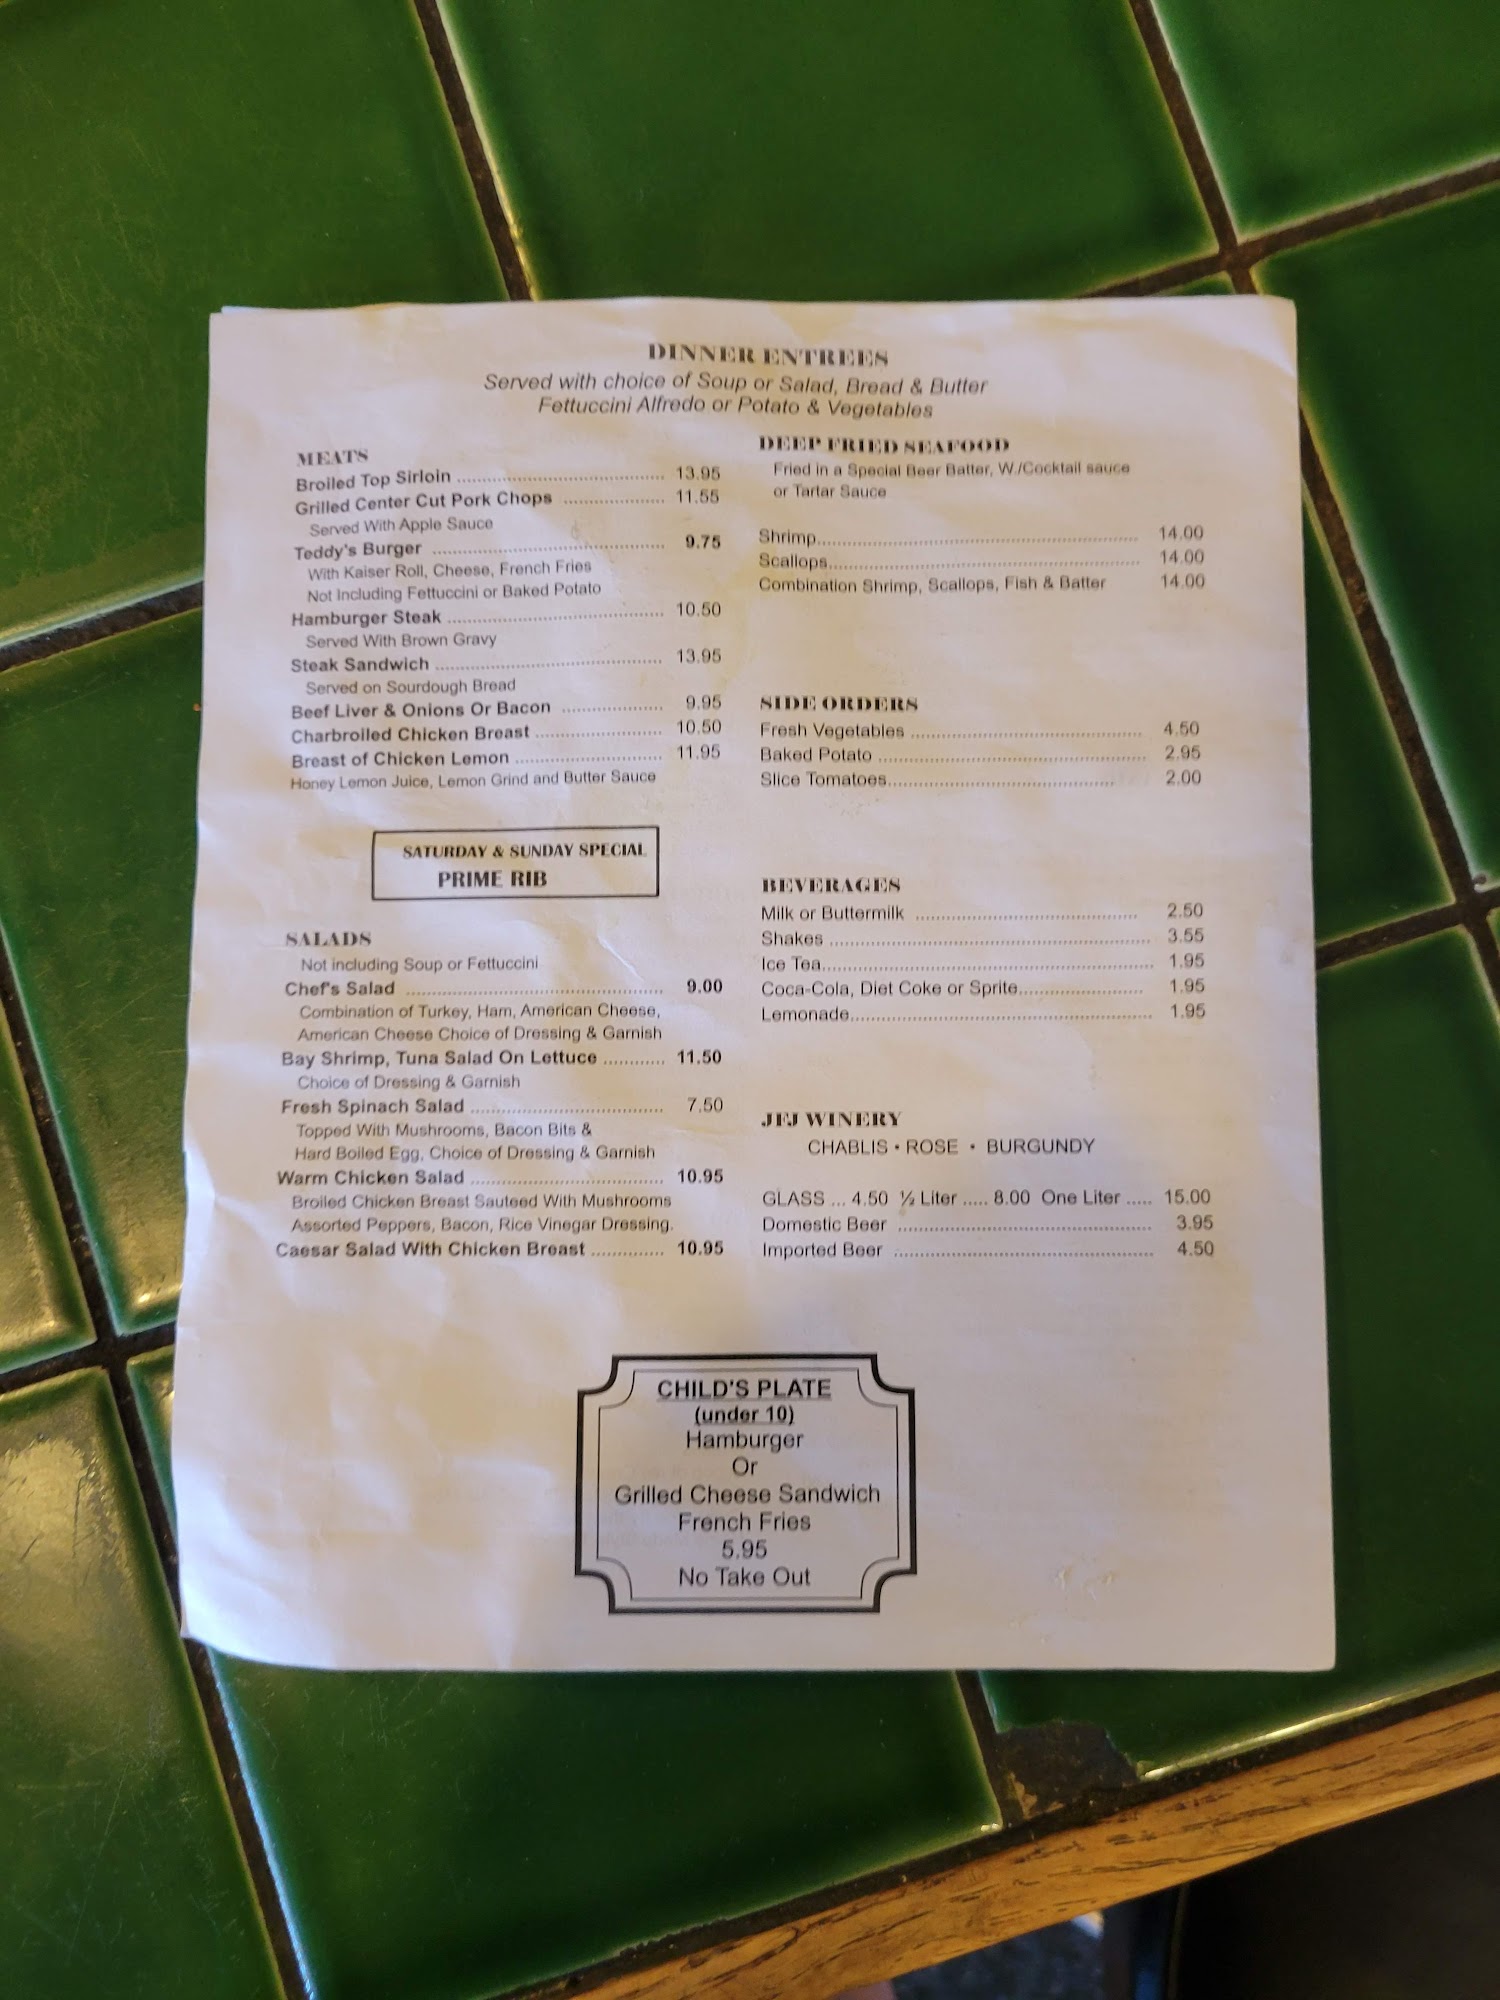 DINNER ENTREES
Served with choice of Soup or Salad, Bread & Butter
Fettuccini Alfredo or Potato & Vegetables
MEATS
Broiled Top Sirloin ........ 13.95
Grilled Center Cut Pork Chops ........ 11.55
Served With Apple Sauce
Teddy's Burger ........ 9.75
With Kaiser Roll, Cheese, French Fries
Not Including Fettuccini or Baked Potato
Hamburger Steak ........ 10.50
Served With Brown Gravy
Steak Sandwich ........ 13.95
Served on Sourdough Bread
Beef Liver & Onions Or Bacon ........ 9.95
Charbroiled Chicken Breast ........ 10.50
Breast of Chicken Lemon ........ 11.95
Honey Lemon Juice, Lemon Grind and Butter Sauce
SATURDAY & SUNDAY SPECIAL
PRIME RIB
SALADS
Not including Soup or Fettuccini
Chef's Salad ........ 9.00
Combination of Turkey, Ham, American Cheese,
American Cheese Choice of Dressing & Garnish
Bay Shrimp, Tuna Salad On Lettuce ........ 11.50
Choice of Dressing & Garnish
Fresh Spinach Salad ........ 7.50
Topped With Mushrooms, Bacon Bits &
Hard Boiled Egg, Choice of Dressing & Garnish
Warm Chicken Salad ........ 10.95
Broiled Chicken Breast Sauteed With Mushrooms
Assorted Peppers, Bacon, Rice Vinegar Dressing.
Caesar Salad With Chicken Breast ........ 10.95
DEEP FRIED SEAFOOD
Fried in a Special Beer Batter, W./Cocktail sauce
or Tartar Sauce
Shrimp........ 14.00
Scallops........ 14.00
Combination Shrimp, Scallops, Fish & Batter 14.00
SIDE ORDERS
Fresh Vegetables ........ 4.50
Baked Potato ........ 2.95
Slice Tomatoes........ 2.00
BEVERAGES
Milk or Buttermilk ........ 2.50
Shakes ........ 3.55
Ice Tea........ 1.95
Coca-Cola, Diet Coke or Sprite........ 1.95
Lemonade........ 1.95
JFJ WINERY
CHABLIS • ROSE • BURGUNDY
GLASS ... 4.50 ½ Liter ..... 8.00 One Liter ..... 15.00
Domestic Beer ........ 3.95
Imported Beer ........ 4.50
CHILD'S PLATE
(under 10)
Hamburger
Or
Grilled Cheese Sandwich
French Fries
5.95
No Take Out